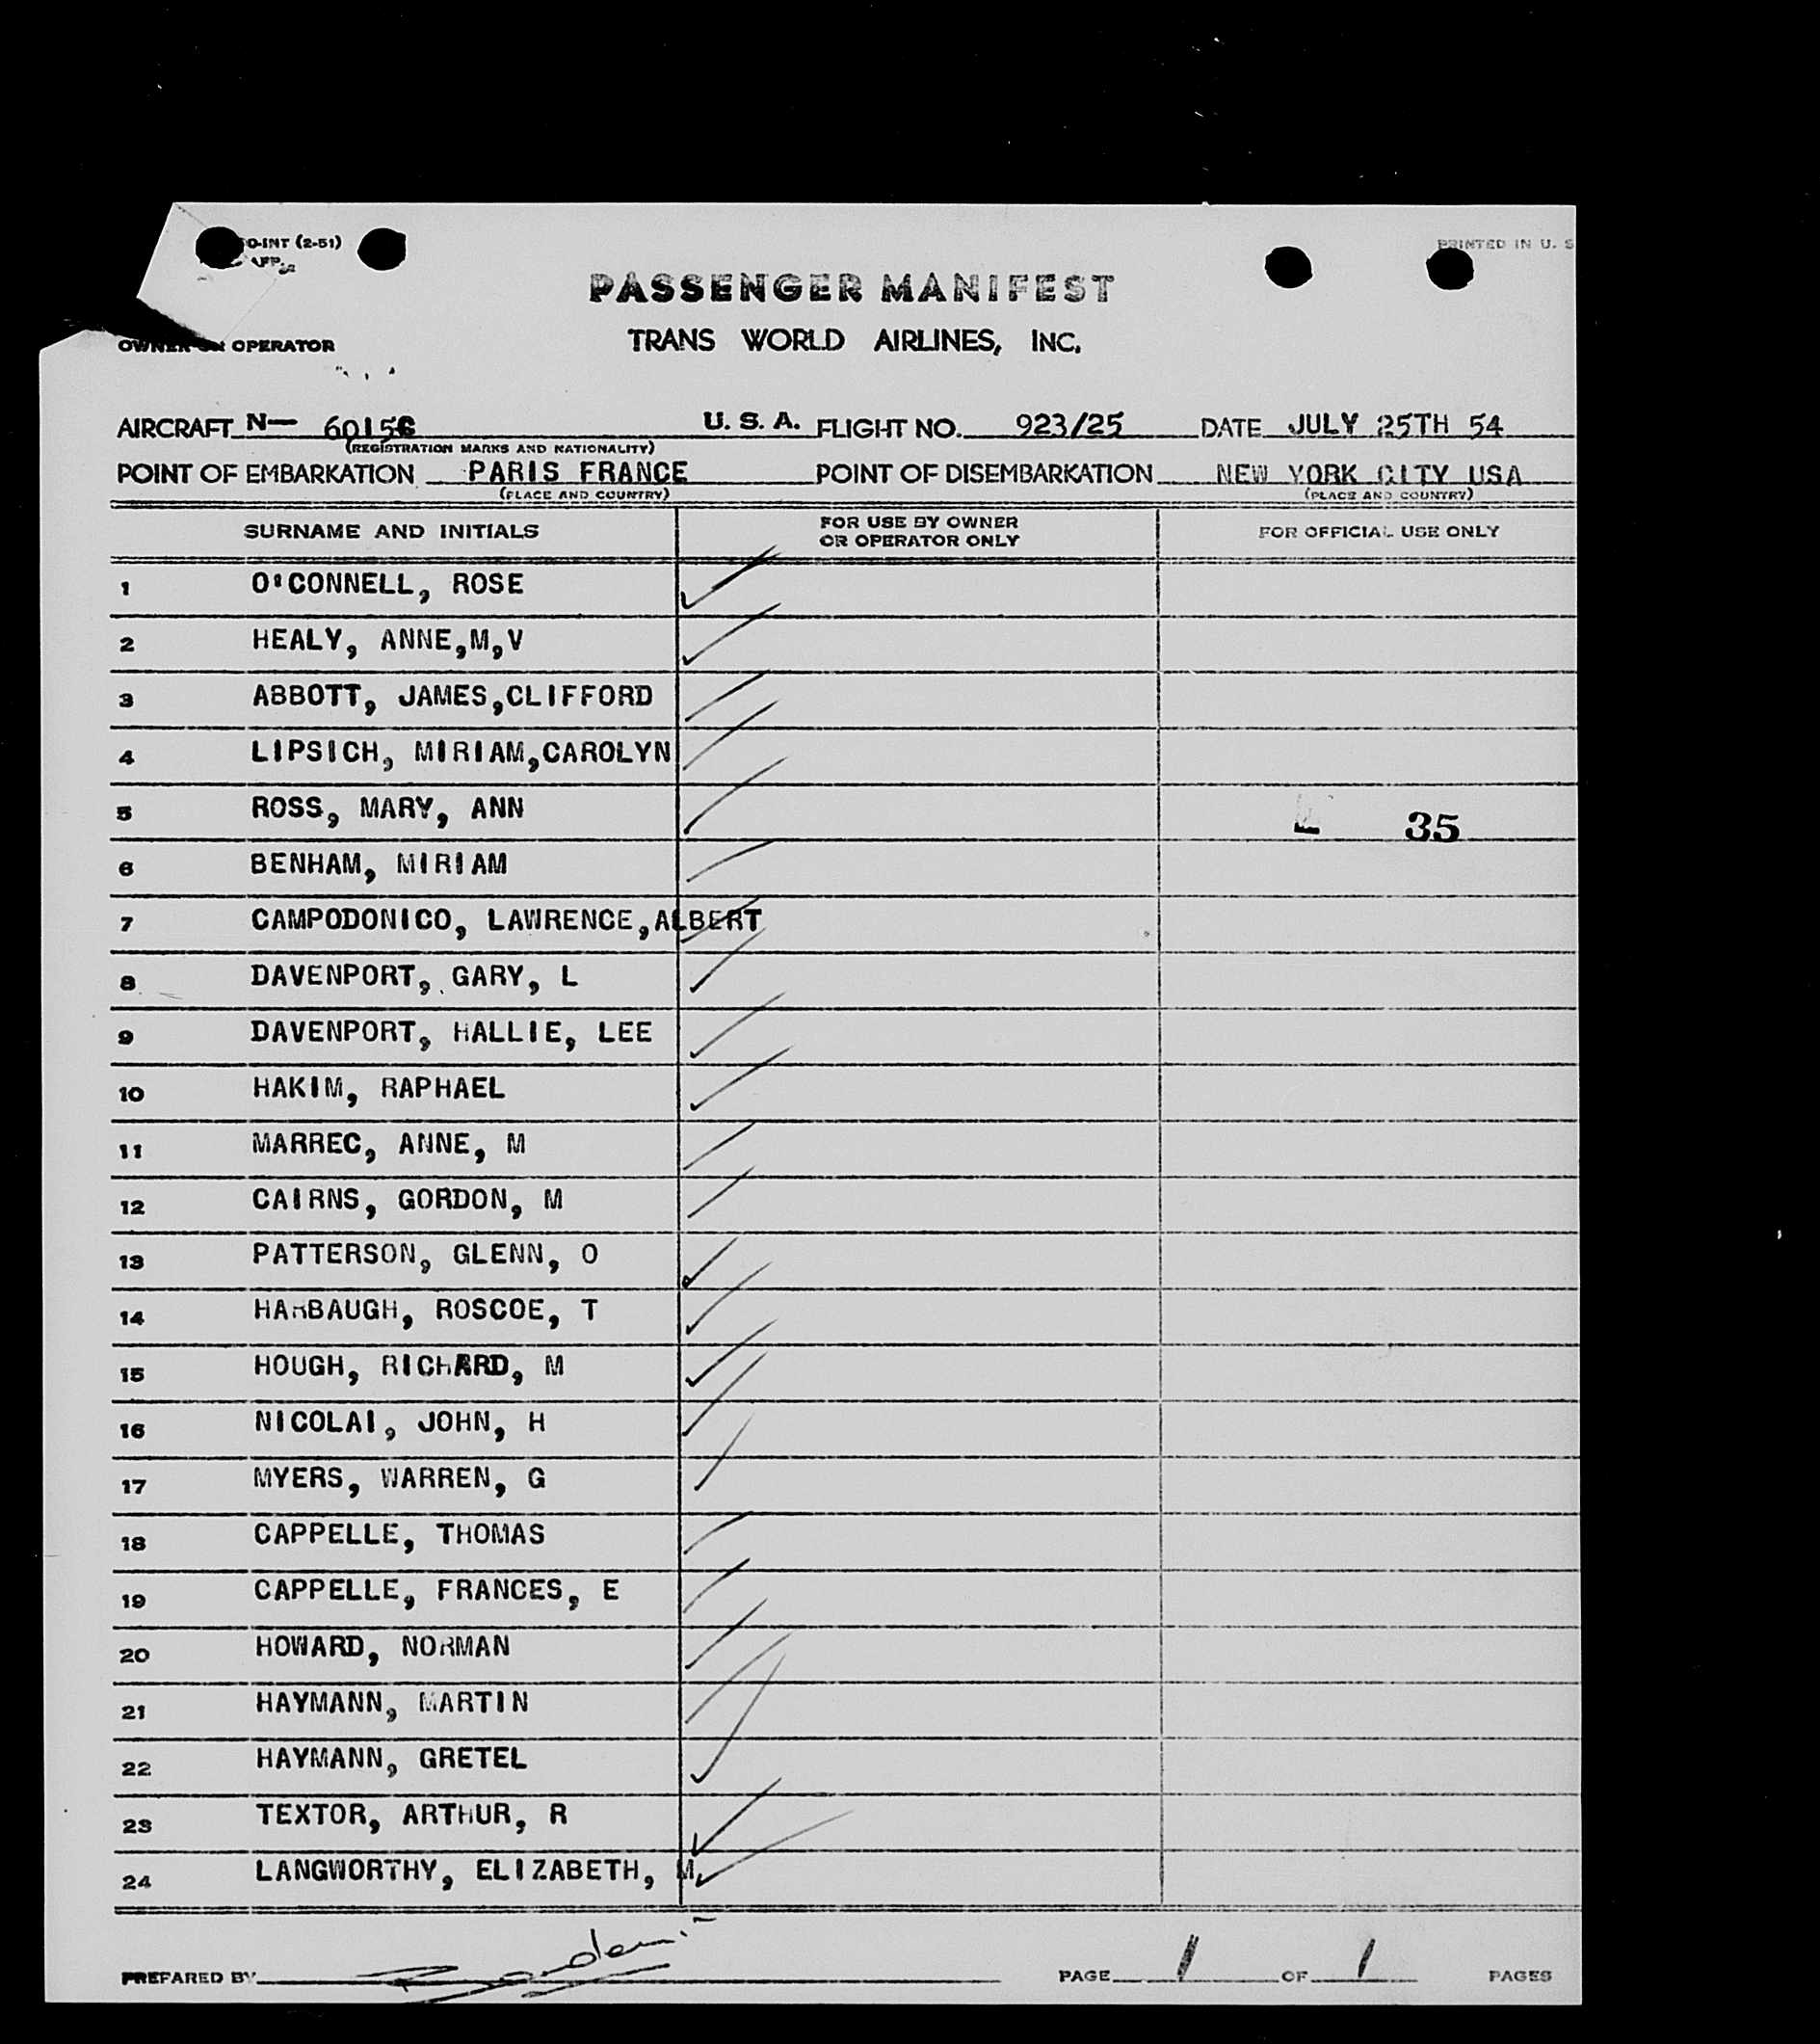 O-INT (2-51)
PRINTED IN U. S
PASSENGER MANIFEST
OWNER OR OPERATOR
TRANS WORLD AIRLINES, INC.
AIRCRAFT N— 6015C U. S. A. FLIGHT NO. 923/25 DATE JULY 25TH 54
(REGISTRATION MARKS AND NATIONALITY)
POINT OF EMBARKATION PARIS FRANCE POINT OF DISEMBARKATION NEW YORK CITY USA
(PLACE AND COUNTRY) (PLACE AND COUNTRY)
SURNAME AND INITIALS FOR USE BY OWNER OR OPERATOR ONLY FOR OFFICIAL USE ONLY
1 O'CONNELL, ROSE
2 HEALY, ANNE,M,V
3 ABBOTT, JAMES,CLIFFORD
4 LIPSICH, MIRIAM,CAROLYN
5 ROSS, MARY, ANN 35
6 BENHAM, MIRIAM
7 CAMPODONICO, LAWRENCE,ALBERT
8 DAVENPORT, GARY, L
9 DAVENPORT, HALLIE, LEE
10 HAKIM, RAPHAEL
11 MARREC, ANNE, M
12 CAIRNS, GORDON, M
13 PATTERSON, GLENN, O
14 HARBAUGH, ROSCOE, T
15 HOUGH, RICHARD, M
16 NICOLAI, JOHN, H
17 MYERS, WARREN, G
18 CAPPELLE, THOMAS
19 CAPPELLE, FRANCES, E
20 HOWARD, NORMAN
21 HAYMANN, MARTIN
22 HAYMANN, GRETEL
23 TEXTOR, ARTHUR, R
24 LANGWORTHY, ELIZABETH, M
PREPARED BY PAGE 1 OF 1 PAGES